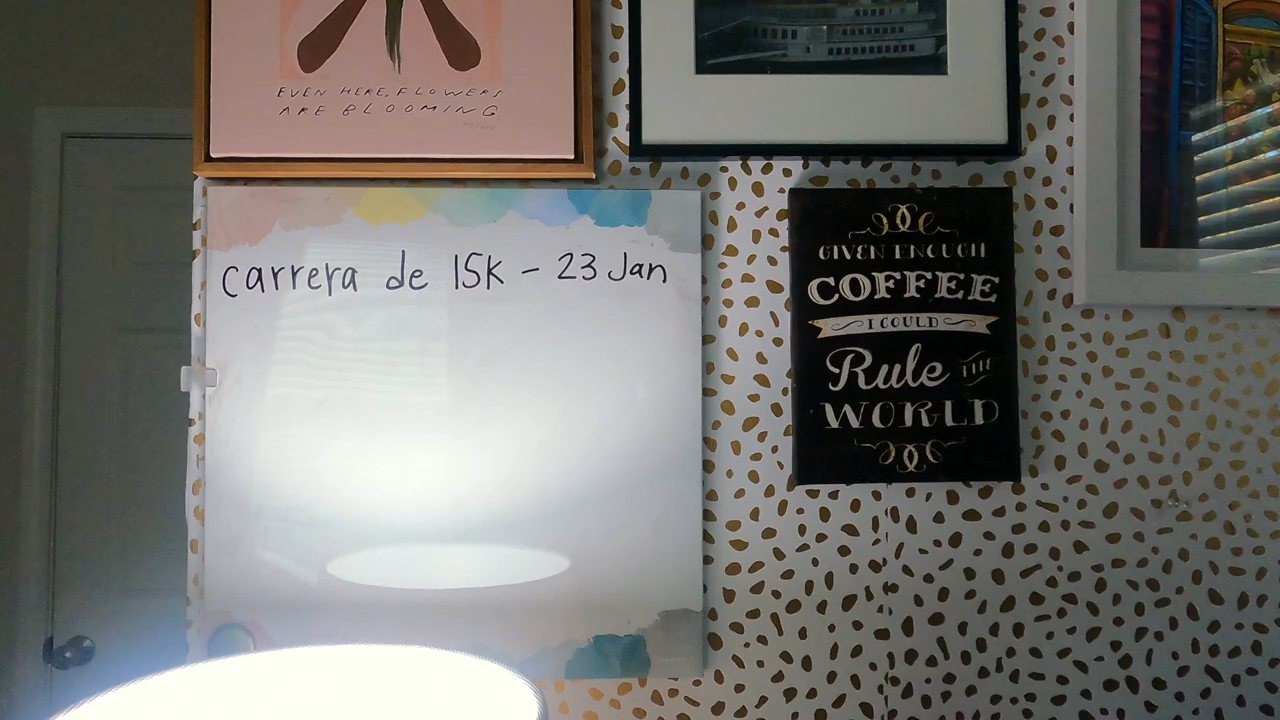 EVEN HERE, FLOWERS
ARE BLOOMING
carrera de 15K - 23 Jan
GIVEN ENOUGH
COFFEE
I COULD
Rule THE
WORLD